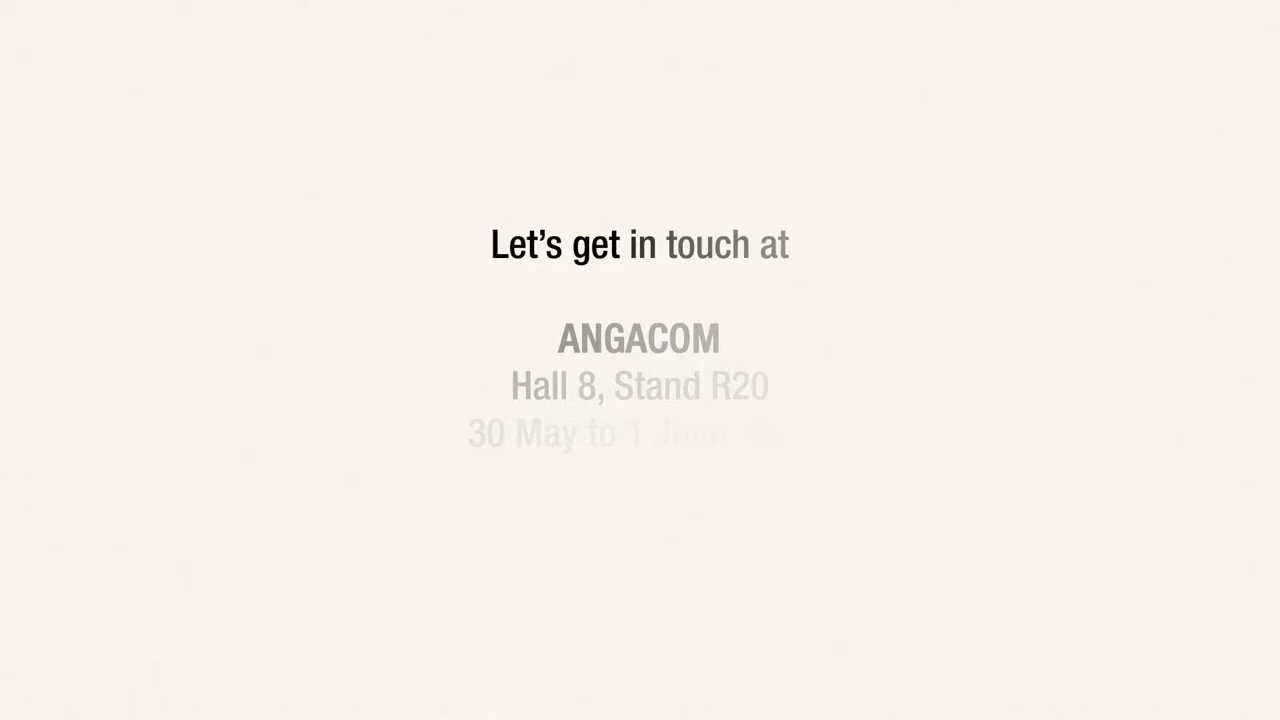 Let’s get in touch at
ANGACOM
Hall 8, Stand R20
30 May to 1